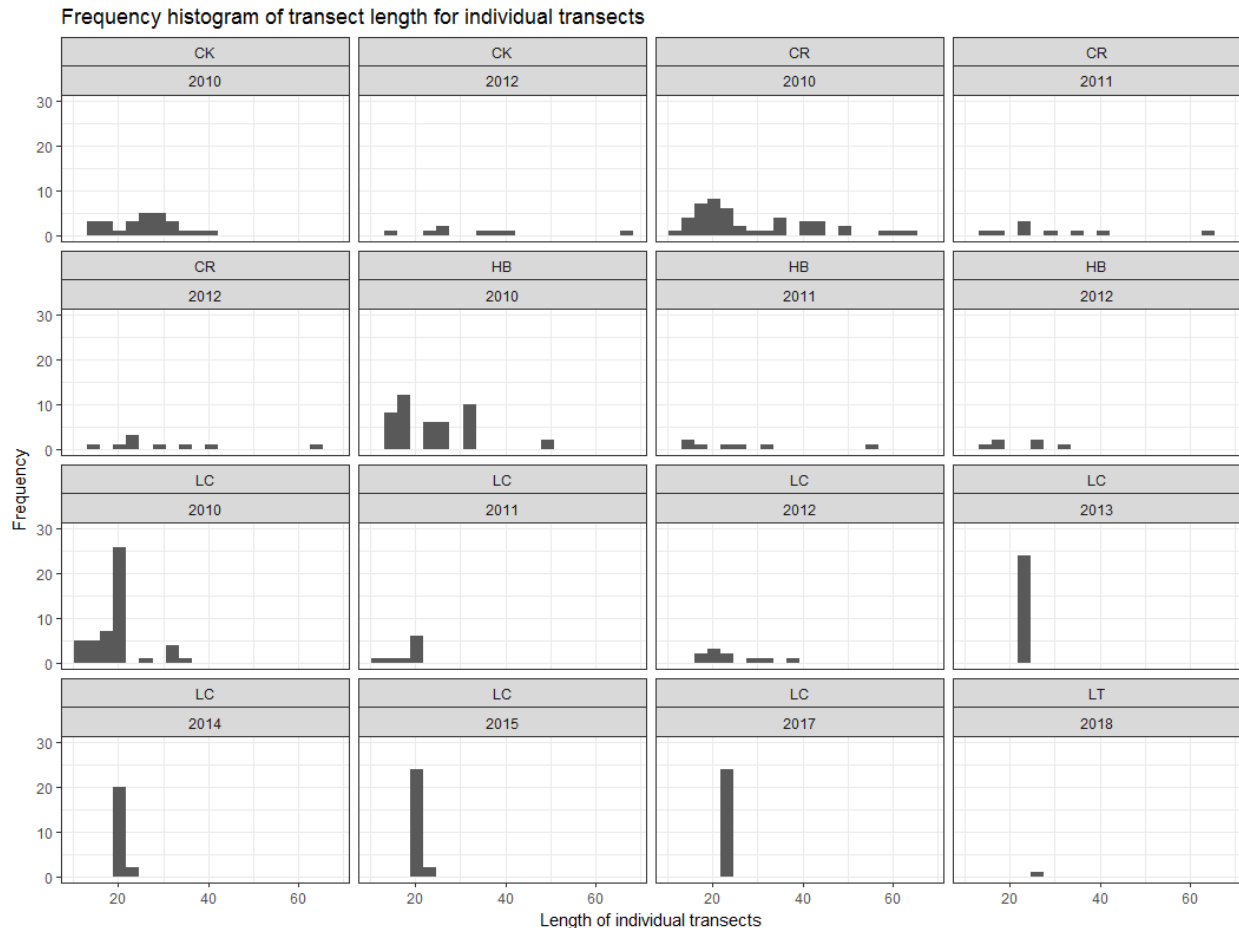 Frequency histogram of transect length for individual transects
CK CK CR CR
2010 2012 2010 2011
30
20
10
0
CR HB HB HB
2012 2010 2011 2012
30
20
10
0
LC LC LC LC
2010 2011 2012 2013
30
20
10
0
LC LC LC LT
2014 2015 2017 2018
30
20
10
0
20 40 60 20 40 60 20 40 60 20 40 60
Frequency
Length of individual transects